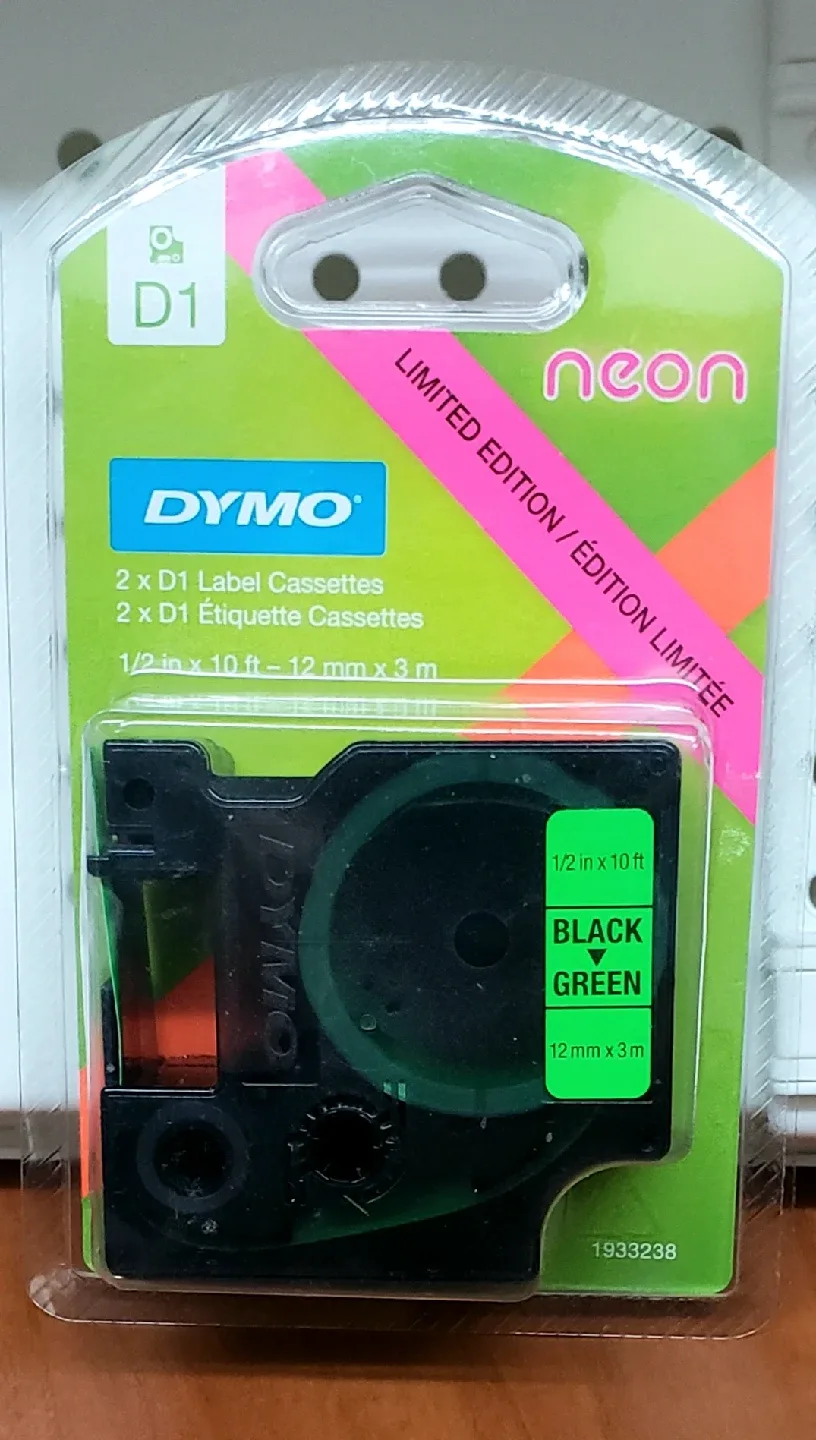 D1
neon
LIMITED EDITION / ÉDITION LIMITÉE
DYMO
2 x D1 Label Cassettes
2 x D1 Étiquette Cassettes
1/2 in x 10 ft – 12 mm x 3 m
DYMO
1/2 in x 10 ft
BLACK
GREEN
12 mm x 3 m
1933238